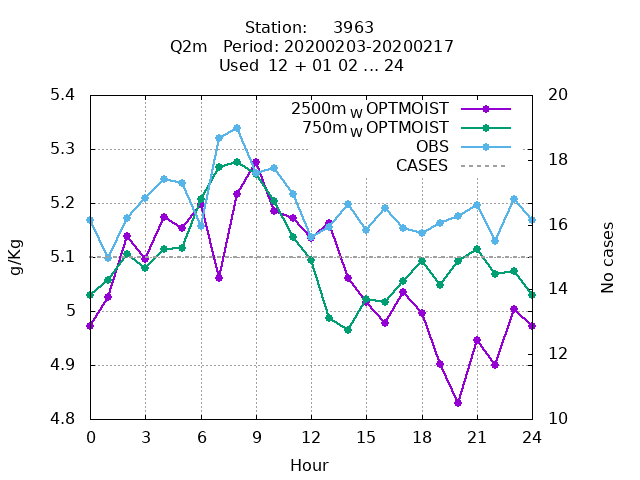 Station:     3963
Q2m   Period: 20200203-20200217
Used  12 + 01 02 ... 24
5.4
5.3
5.2
5.1
5
4.9
4.8
20
18
16
14
12
10
2500m W OPTMOIST
750m W OPTMOIST
OBS
CASES
g/Kg
No cases
0 3 6 9 12 15 18 21 24
Hour